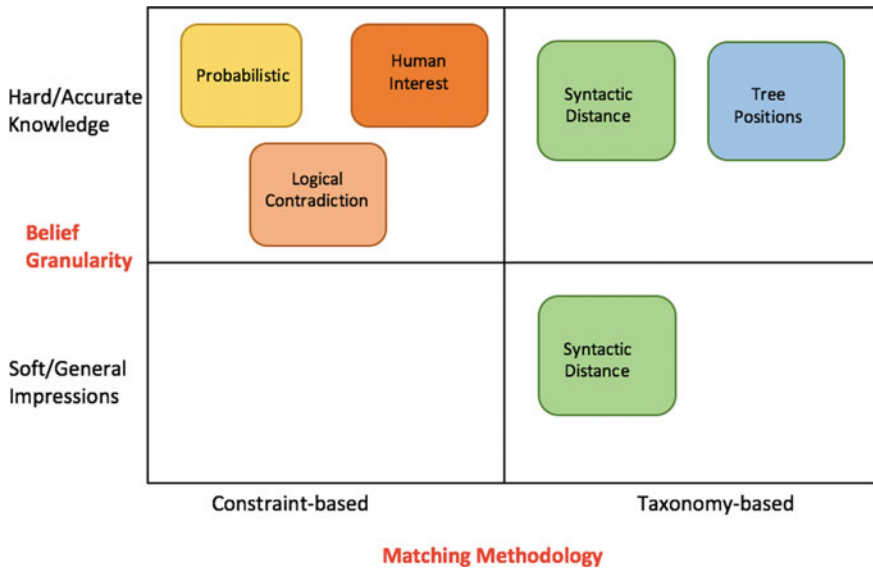 Probabilistic
Human
Interest
Logical
Contradiction
Syntactic
Distance
Tree
Positions
Hard/Accurate
Knowledge
Belief
Granularity
Soft/General
Impressions
Syntactic
Distance
Constraint-based
Taxonomy-based
Matching Methodology